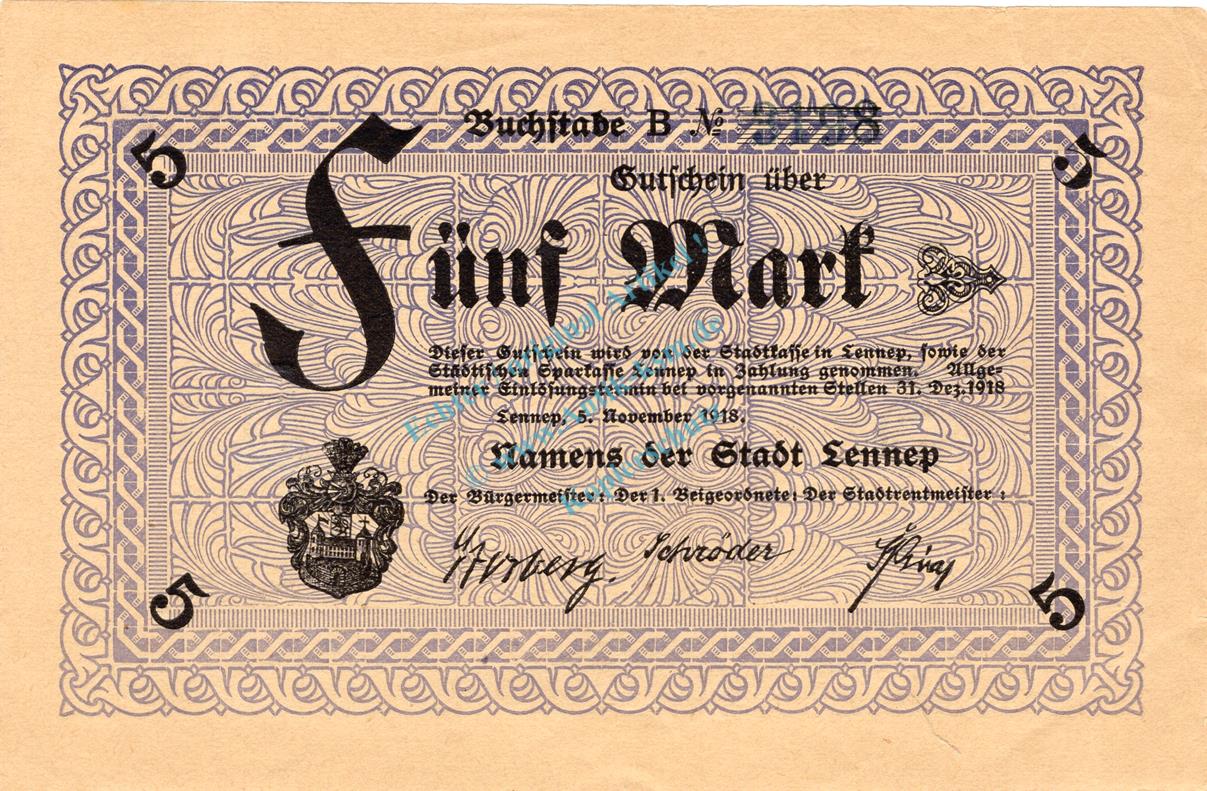 5
5
Buchstabe B № 3198
Gutschein über
Fünf Mark
Dieser Gutschein wird von der Stadtkasse in Lennep, sowie der
Städtischen Sparkasse Lennep in Zahlung genommen. Allge-
meiner Einlösungstermin bei vorgenannten Stellen 31. Dez. 1918
Lennep, 5. November 1918.
Namens der Stadt Lennep
Der Bürgermeister: Der 1. Beigeordnete: Der Stadtrentmeister:
Schröder
5
5